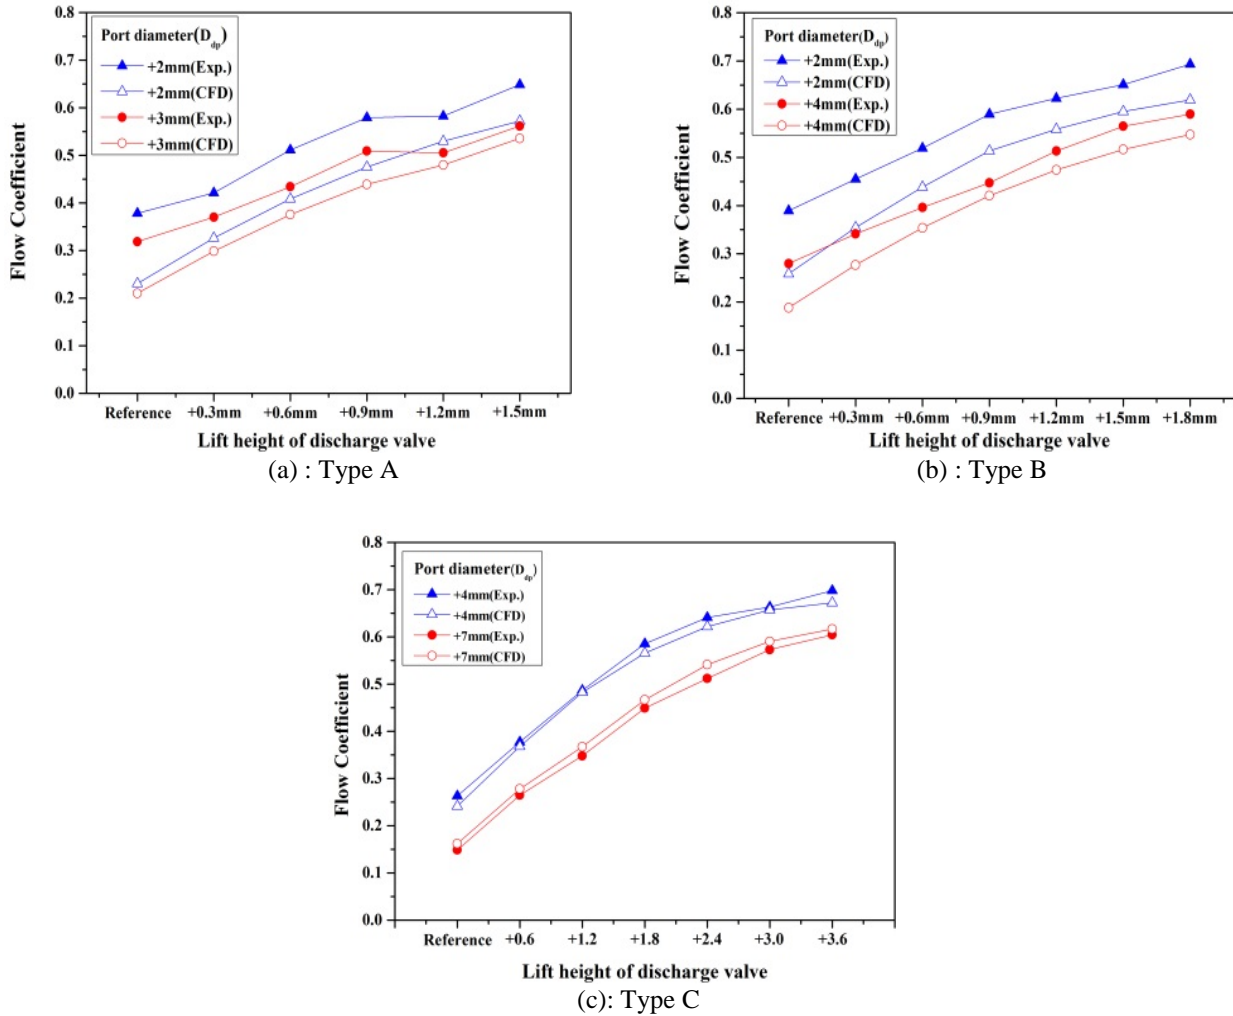 0.8
0.7
0.6
0.5
0.4
0.3
0.2
0.1
0.0
Flow Coefficient
Port diameter(D_dp)
+2mm(Exp.)
+2mm(CFD)
+3mm(Exp.)
+3mm(CFD)
Reference +0.3mm +0.6mm +0.9mm +1.2mm +1.5mm
Lift height of discharge valve
(a) : Type A
0.8
0.7
0.6
0.5
0.4
0.3
0.2
0.1
0.0
Flow Coefficient
Port diameter(D_dp)
+2mm(Exp.)
+2mm(CFD)
+4mm(Exp.)
+4mm(CFD)
Reference +0.3mm +0.6mm +0.9mm +1.2mm +1.5mm +1.8mm
Lift height of discharge valve
(b) : Type B
0.8
0.7
0.6
0.5
0.4
0.3
0.2
0.1
0.0
Flow Coefficient
Port diameter(D_dp)
+4mm(Exp.)
+4mm(CFD)
+7mm(Exp.)
+7mm(CFD)
Reference +0.6 +1.2 +1.8 +2.4 +3.0 +3.6
Lift height of discharge valve
(c): Type C